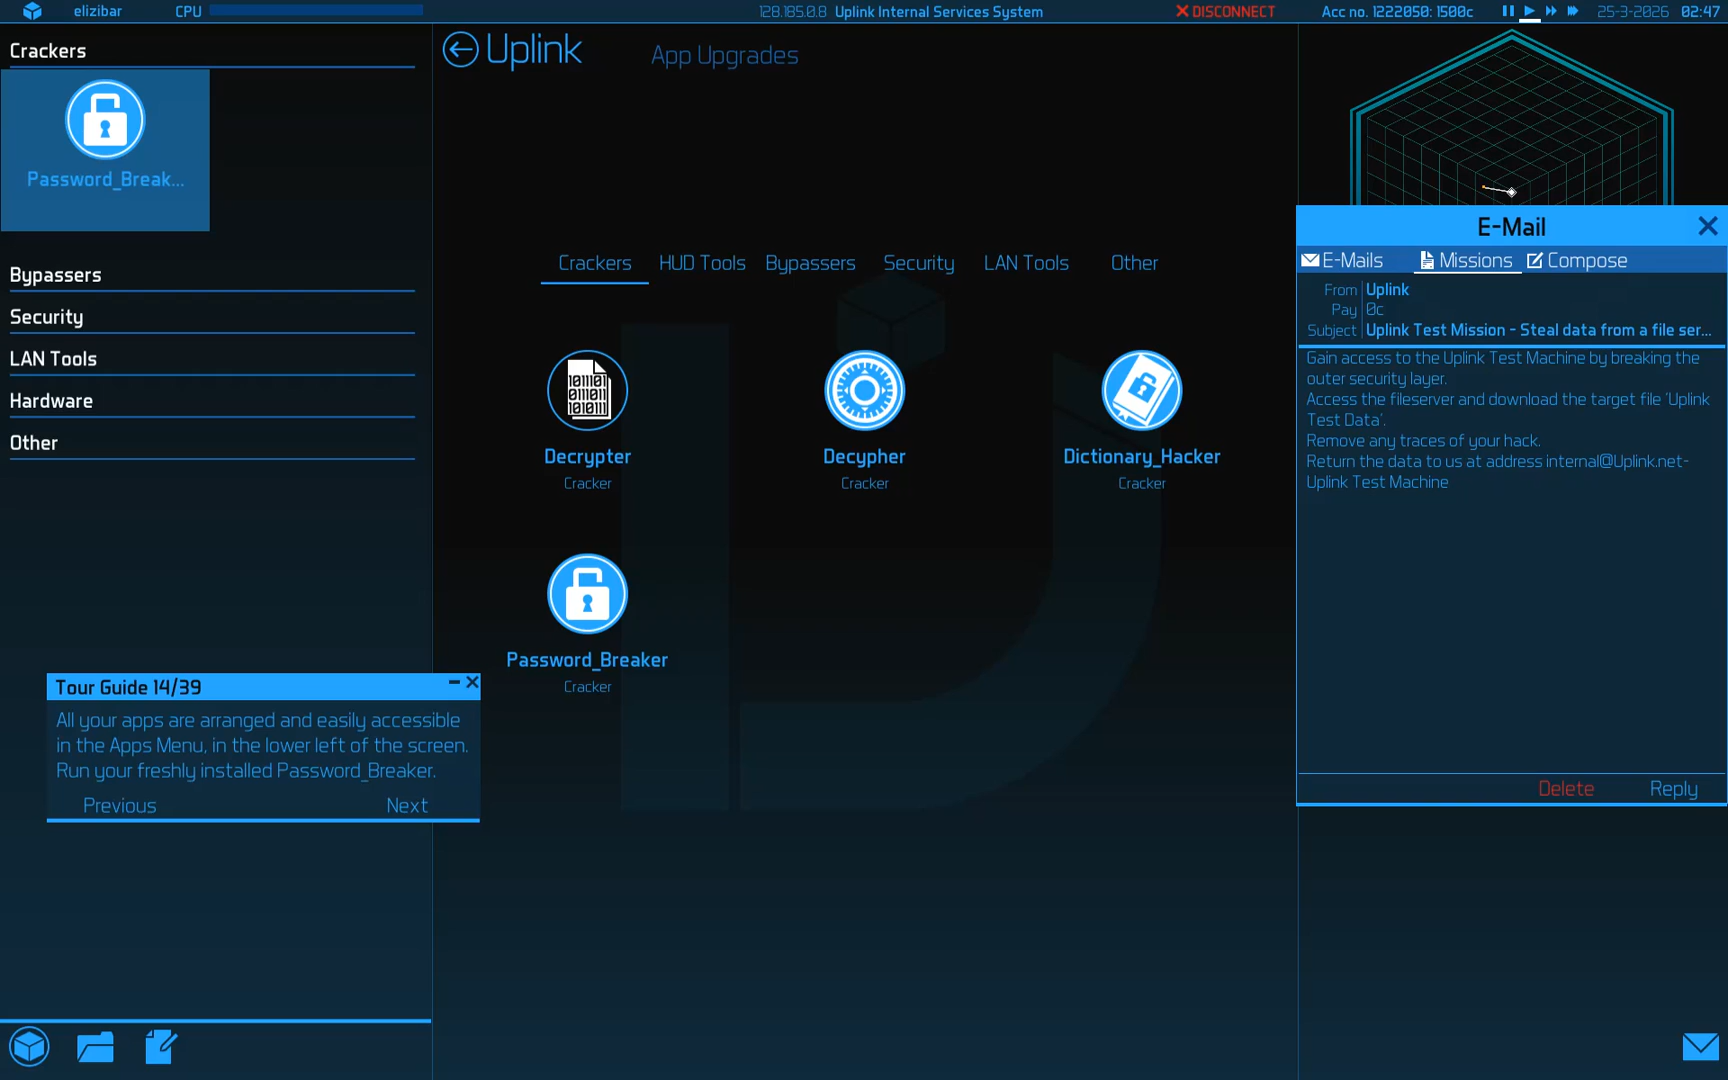 elizibar
CPU
128.185.0.8 Uplink Internal Services System
DISCONNECT
Acc no. 1222050: 1500c
25-3-2026 02:47
Crackers
Password_Break...
Bypassers
Security
LAN Tools
Hardware
Other
Uplink
App Upgrades
Crackers
HUD Tools
Bypassers
Security
LAN Tools
Other
Decrypter
Cracker
Decypher
Cracker
Dictionary_Hacker
Cracker
Password_Breaker
Cracker
Tour Guide 14/39
All your apps are arranged and easily accessible
in the Apps Menu, in the lower left of the screen.
Run your freshly installed Password_Breaker.
Previous
Next
E-Mail
E-Mails
Missions
Compose
From Uplink
Pay 0c
Subject Uplink Test Mission - Steal data from a file ser...
Gain access to the Uplink Test Machine by breaking the
outer security layer.
Access the fileserver and download the target file 'Uplink
Test Data'.
Remove any traces of your hack.
Return the data to us at address internal@Uplink.net-
Uplink Test Machine
Delete
Reply